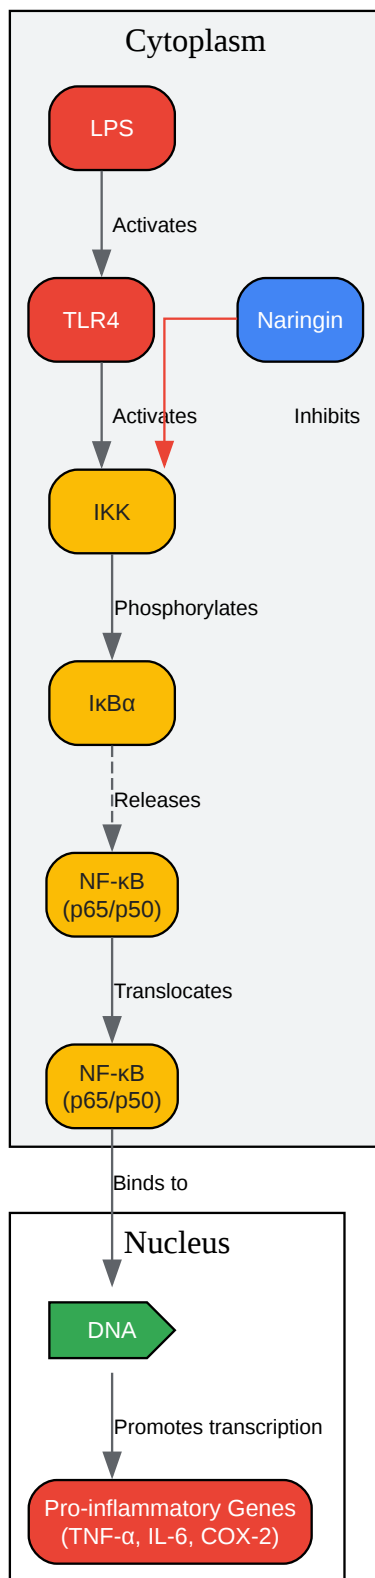 Cytoplasm
LPS
Activates
TLR4
Naringin
Activates
Inhibits
IKK
Phosphorylates
IκBα
Releases
NF-κB
(p65/p50)
Translocates
NF-κB
(p65/p50)
Binds to
Nucleus
DNA
Promotes transcription
Pro-inflammatory Genes
(TNF-α, IL-6, COX-2)